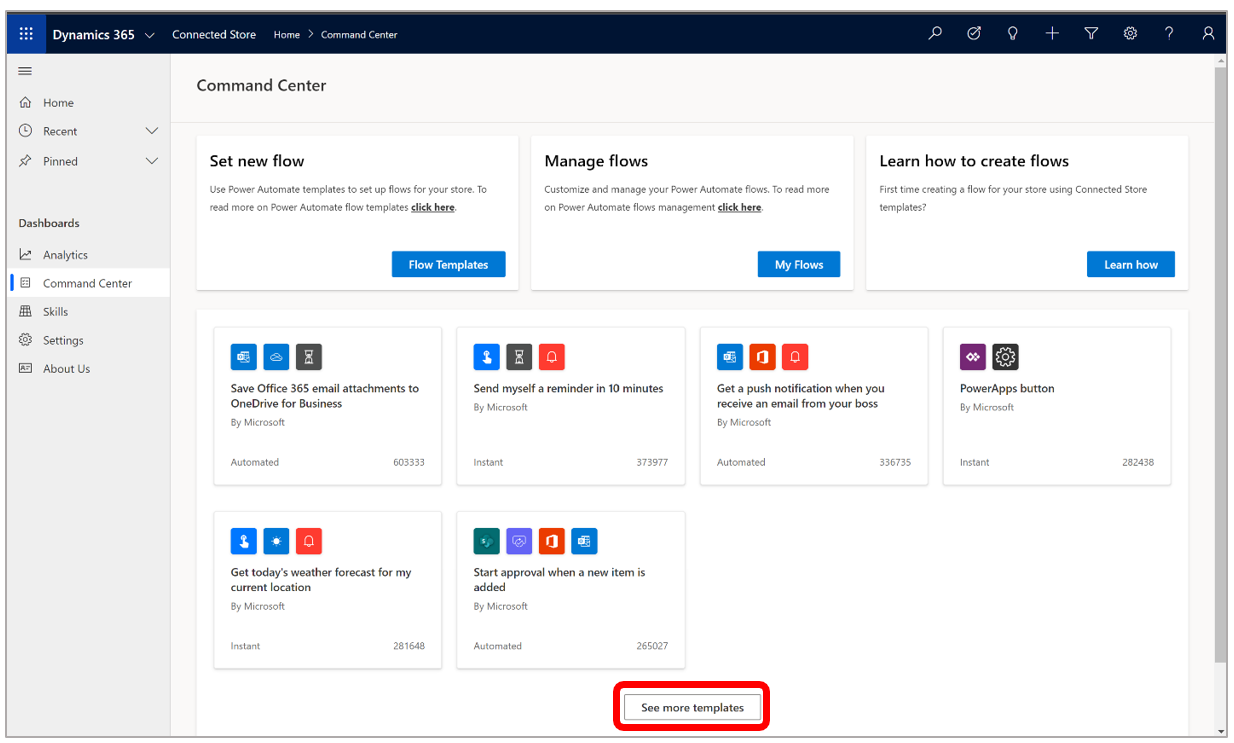 Dynamics 365 Connected Store Home > Command Center
Command Center
Home
Recent
Pinned
Dashboards
Analytics
Command Center
Skills
Settings
About Us
Set new flow
Use Power Automate templates to set up flows for your store. To
read more on Power Automate flow templates click here.
Flow Templates
Manage flows
Customize and manage your Power Automate flows. To read more
on Power Automate flows management click here.
My Flows
Learn how to create flows
First time creating a flow for your store using Connected Store
templates?
Learn how
Save Office 365 email attachments to
OneDrive for Business
By Microsoft
Automated 603333
Send myself a reminder in 10 minutes
By Microsoft
Instant 373977
Get a push notification when you
receive an email from your boss
By Microsoft
Automated 336735
PowerApps button
By Microsoft
Instant 282438
Get today's weather forecast for my
current location
By Microsoft
Instant 281648
Start approval when a new item is
added
By Microsoft
Automated 265027
See more templates